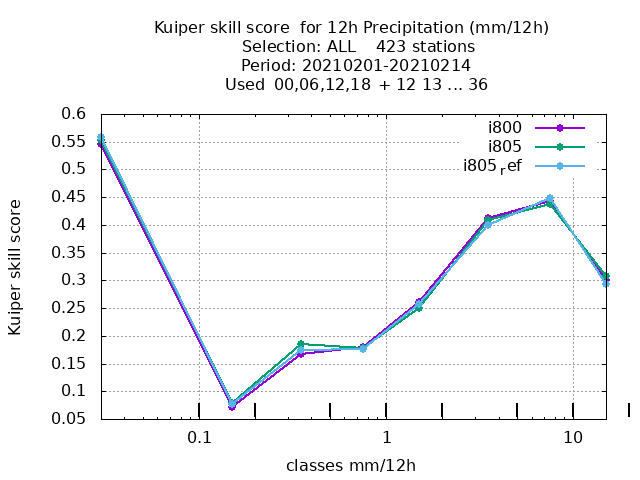 Kuiper skill score  for 12h Precipitation (mm/12h)
Selection: ALL    423 stations
Period: 20210201-20210214
Used  00,06,12,18  + 12 13 ... 36
i800
i805
i805ref
0.6
0.55
0.5
0.45
0.4
0.35
0.3
0.25
0.2
0.15
0.1
0.05
Kuiper skill score
0.1 1 10
classes mm/12h